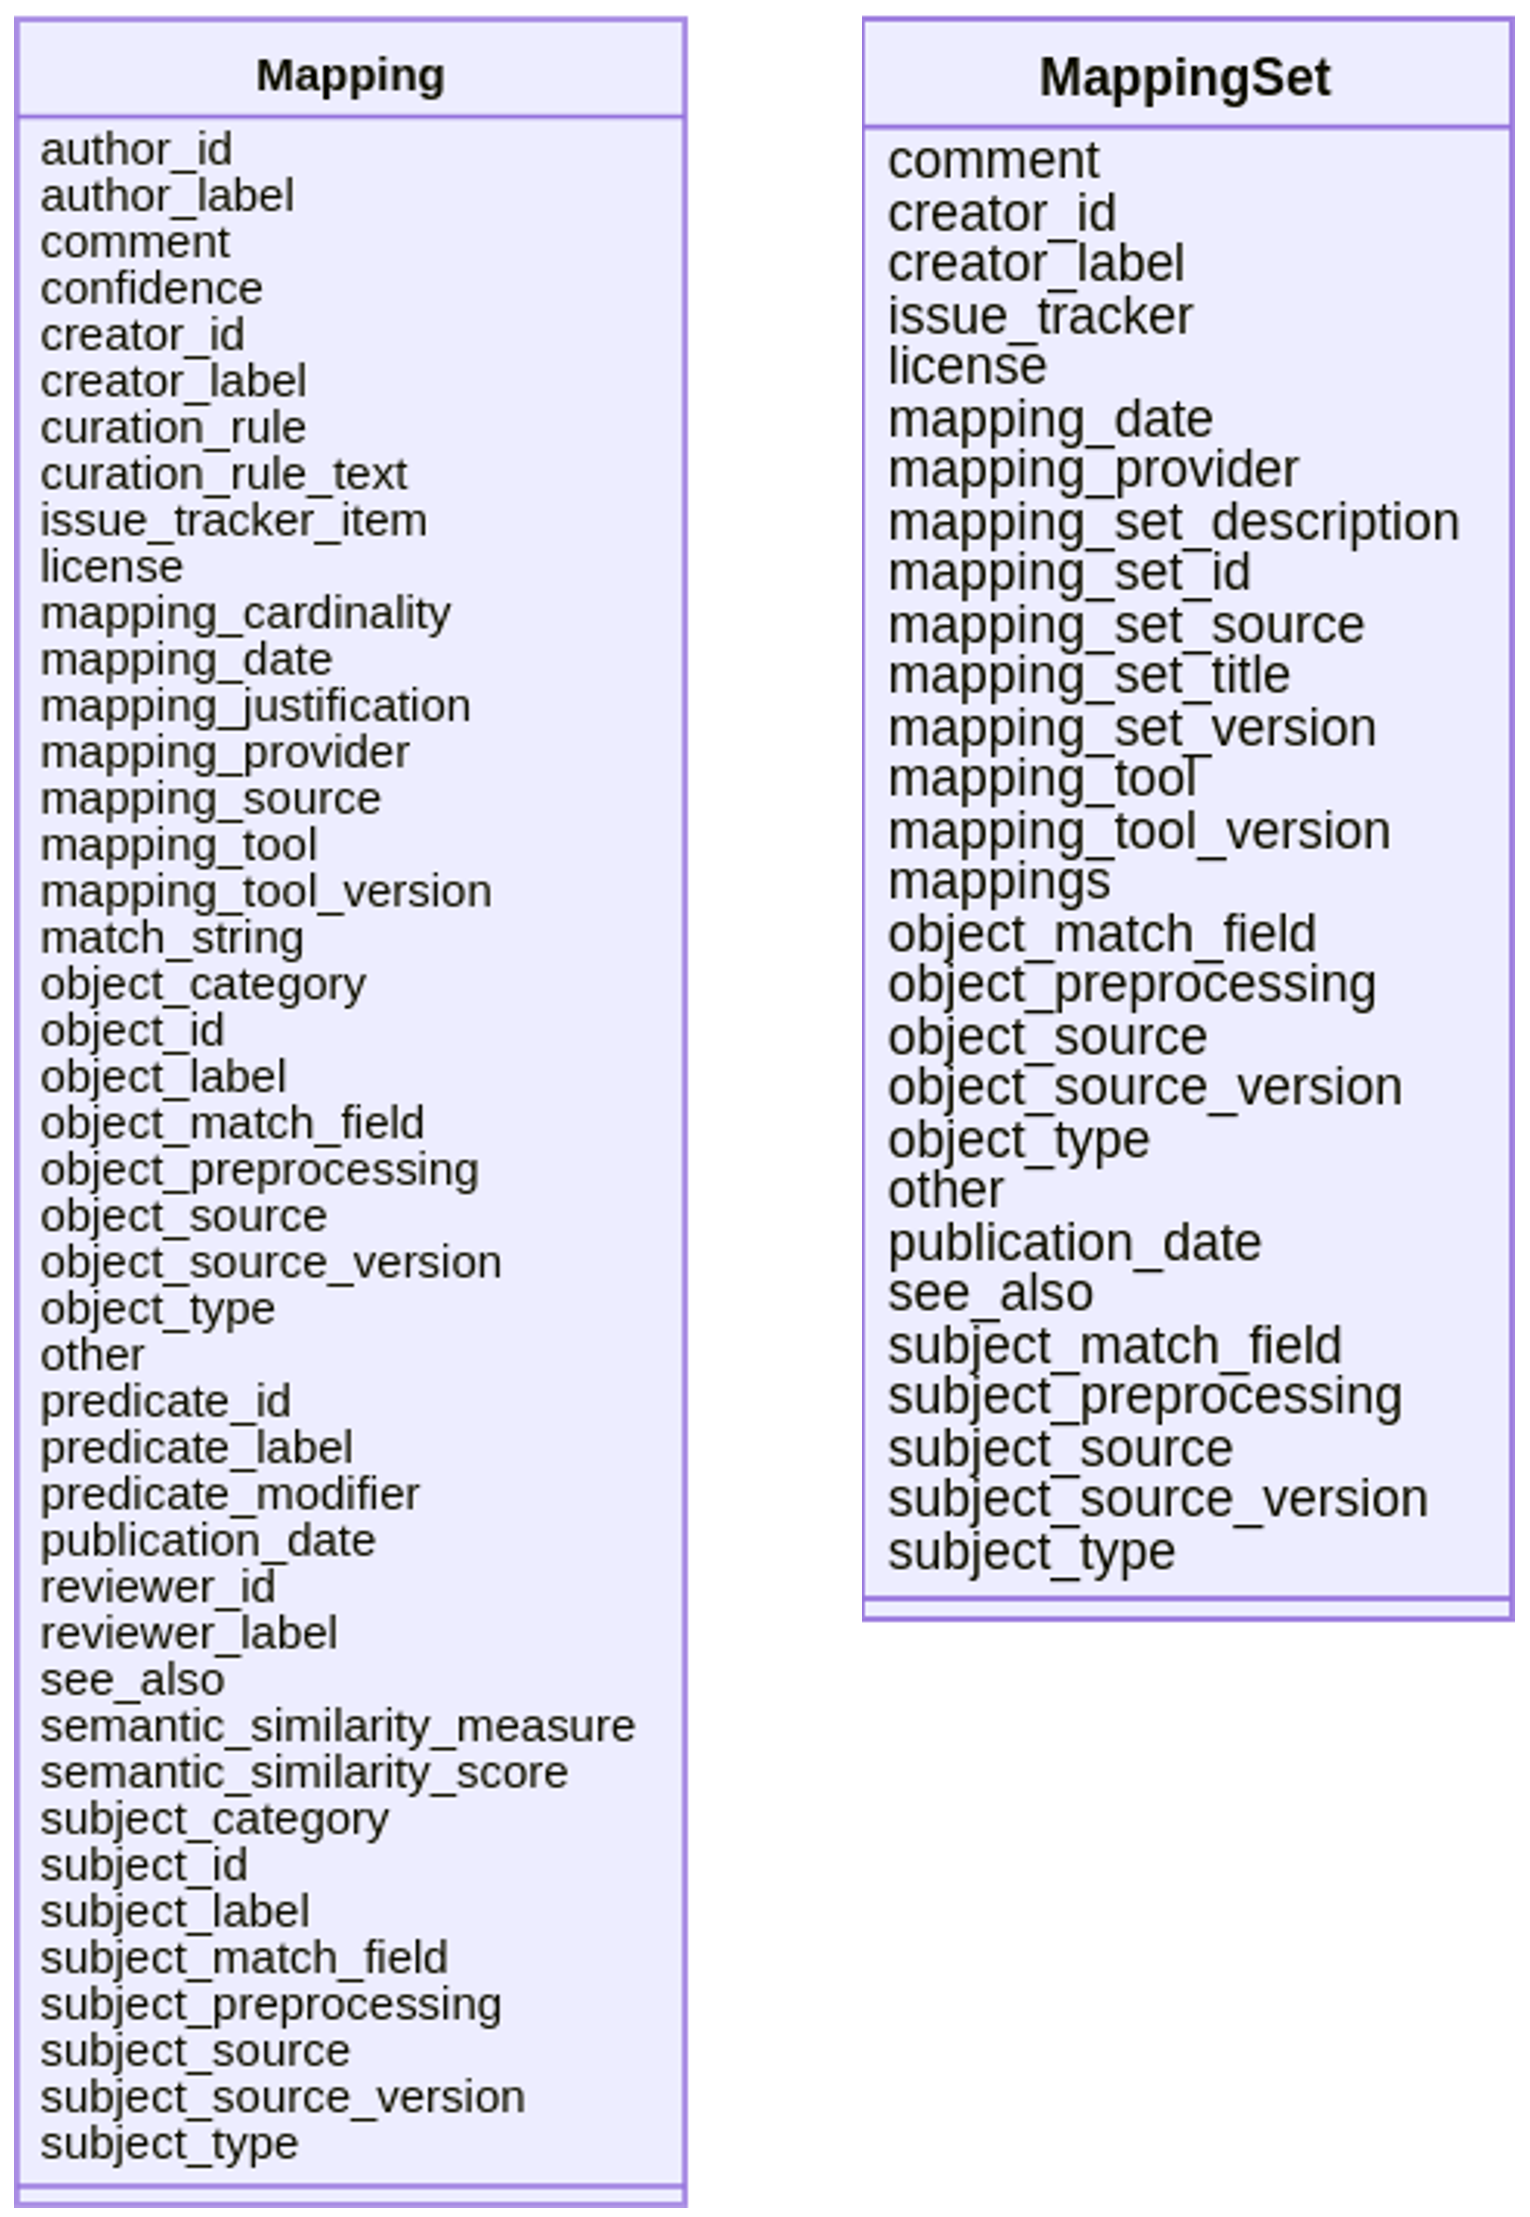 Mapping
author_id
author_label
comment
confidence
creator_id
creator_label
curation_rule
curation_rule_text
issue_tracker_item
license
mapping_cardinality
mapping_date
mapping_justification
mapping_provider
mapping_source
mapping_tool
mapping_tool_version
match_string
object_category
object_id
object_label
object_match_field
object_preprocessing
object_source
object_source_version
object_type
other
predicate_id
predicate_label
predicate_modifier
publication_date
reviewer_id
reviewer_label
see_also
semantic_similarity_measure
semantic_similarity_score
subject_category
subject_id
subject_label
subject_match_field
subject_preprocessing
subject_source
subject_source_version
subject_type
MappingSet
comment
creator_id
creator_label
issue_tracker
license
mapping_date
mapping_provider
mapping_set_description
mapping_set_id
mapping_set_source
mapping_set_title
mapping_set_version
mapping_tool
mapping_tool_version
mappings
object_match_field
object_preprocessing
object_source
object_source_version
object_type
other
publication_date
see_also
subject_match_field
subject_preprocessing
subject_source
subject_source_version
subject_type